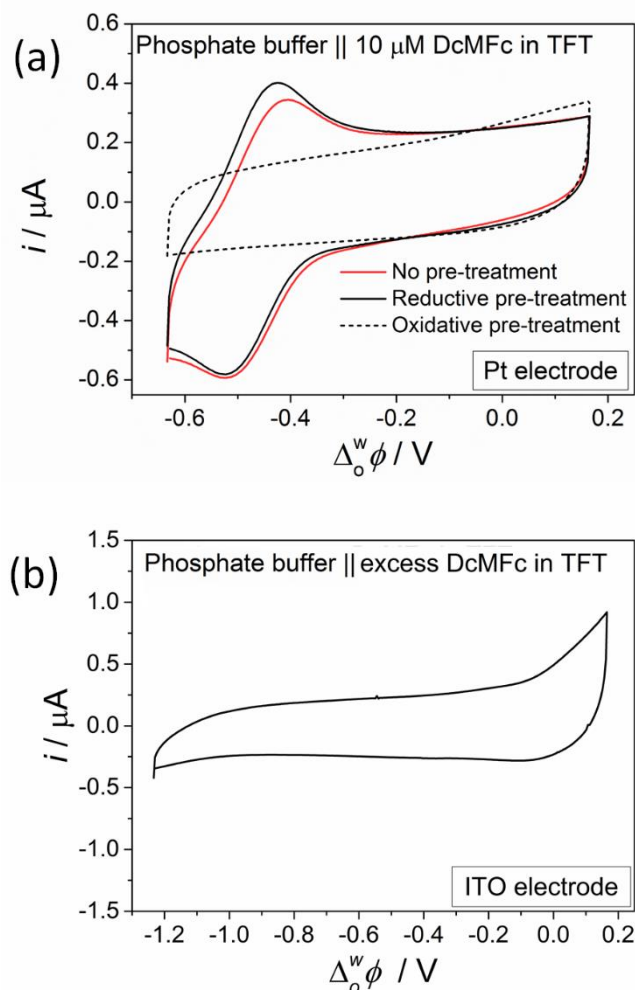 (a)
Phosphate buffer || 10 μM DcMFc in TFT
0.6
0.4
0.2
0.0
-0.2
-0.4
-0.6
i / μA
No pre-treatment
Reductive pre-treatment
Oxidative pre-treatment
Pt electrode
-0.6 -0.4 -0.2 0.0 0.2
Δ_o^w ϕ / V
(b)
Phosphate buffer || excess DcMFc in TFT
1.5
1.0
0.5
0.0
-0.5
-1.0
-1.5
i / μA
ITO electrode
-1.2 -1.0 -0.8 -0.6 -0.4 -0.2 0.0 0.2
Δ_o^w ϕ / V